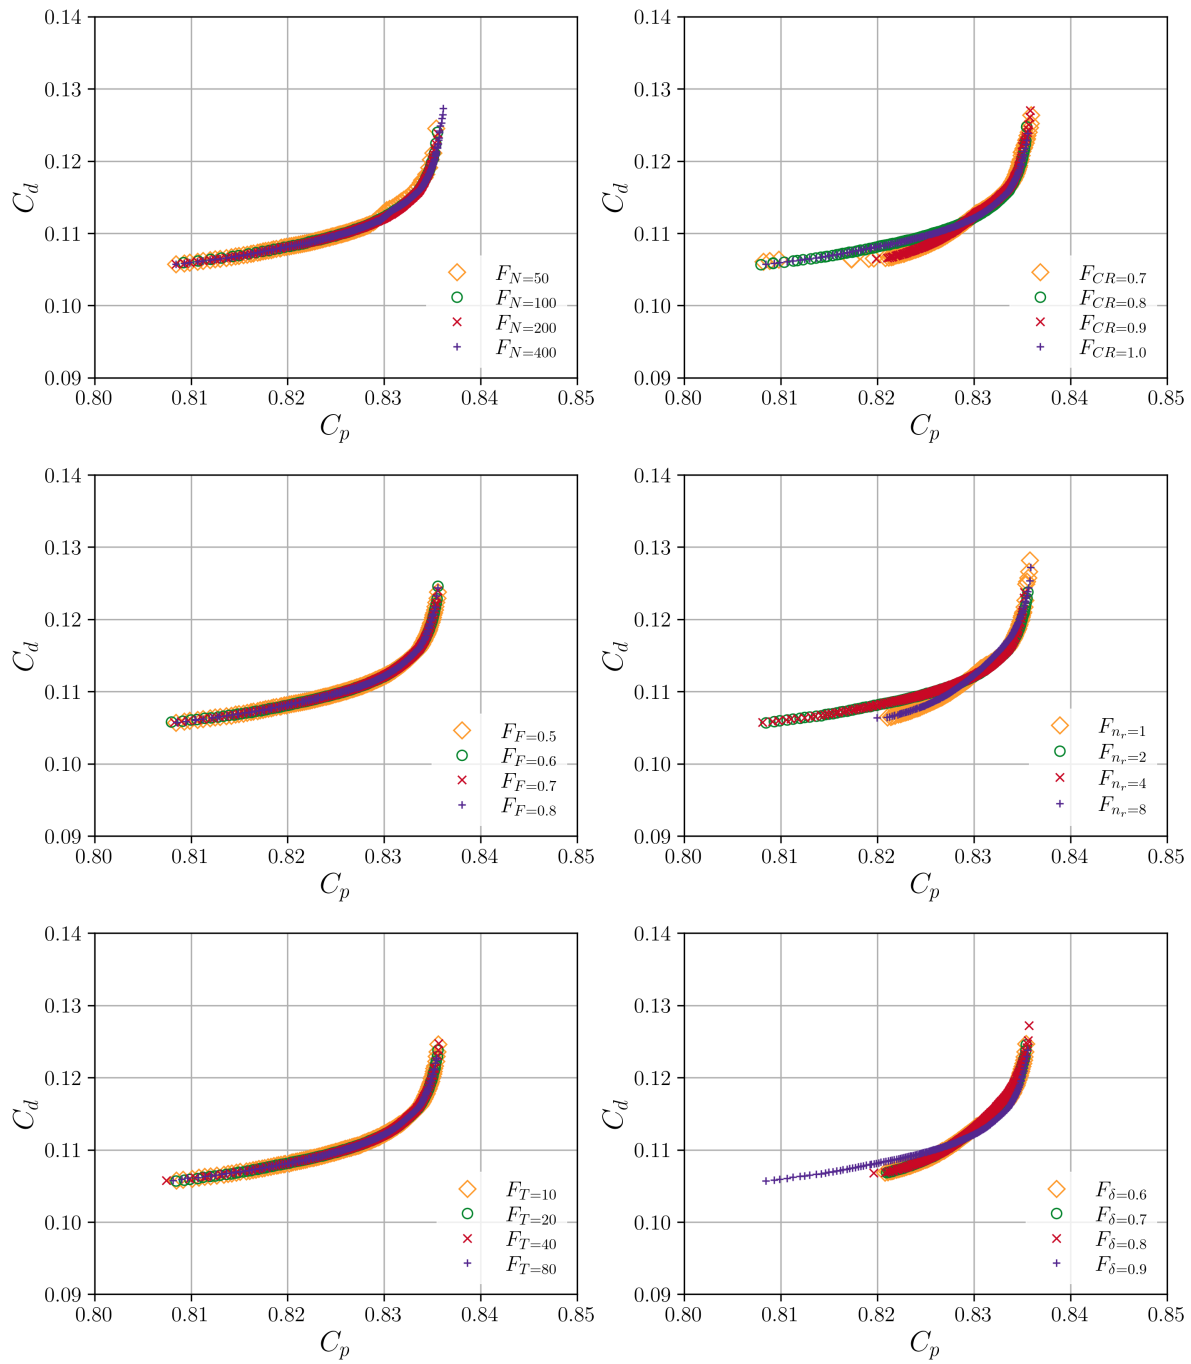 0.14 0.14
0.13 0.13
0.12 0.12
C_d C_d
0.11 0.11
F_{N=50} F_{CR=0.7}
0.10 F_{N=100} 0.10 F_{CR=0.8}
F_{N=200} F_{CR=0.9}
F_{N=400} F_{CR=1.0}
0.09 0.09
0.80 0.81 0.82 0.83 0.84 0.85 0.80 0.81 0.82 0.83 0.84 0.85
C_p C_p
0.14 0.14
0.13 0.13
0.12 0.12
C_d C_d
0.11 0.11
F_{F=0.5} F_{n_r=1}
F_{F=0.6} F_{n_r=2}
0.10 0.10
F_{F=0.7} F_{n_r=4}
F_{F=0.8} F_{n_r=8}
0.09 0.09
0.80 0.81 0.82 0.83 0.84 0.85 0.80 0.81 0.82 0.83 0.84 0.85
C_p C_p
0.14 0.14
0.13 0.13
0.12 0.12
C_d C_d
0.11 0.11
F_{T=10} F_{δ=0.6}
0.10 F_{T=20} 0.10 F_{δ=0.7}
F_{T=40} F_{δ=0.8}
F_{T=80} F_{δ=0.9}
0.09 0.09
0.80 0.81 0.82 0.83 0.84 0.85 0.80 0.81 0.82 0.83 0.84 0.85
C_p C_p